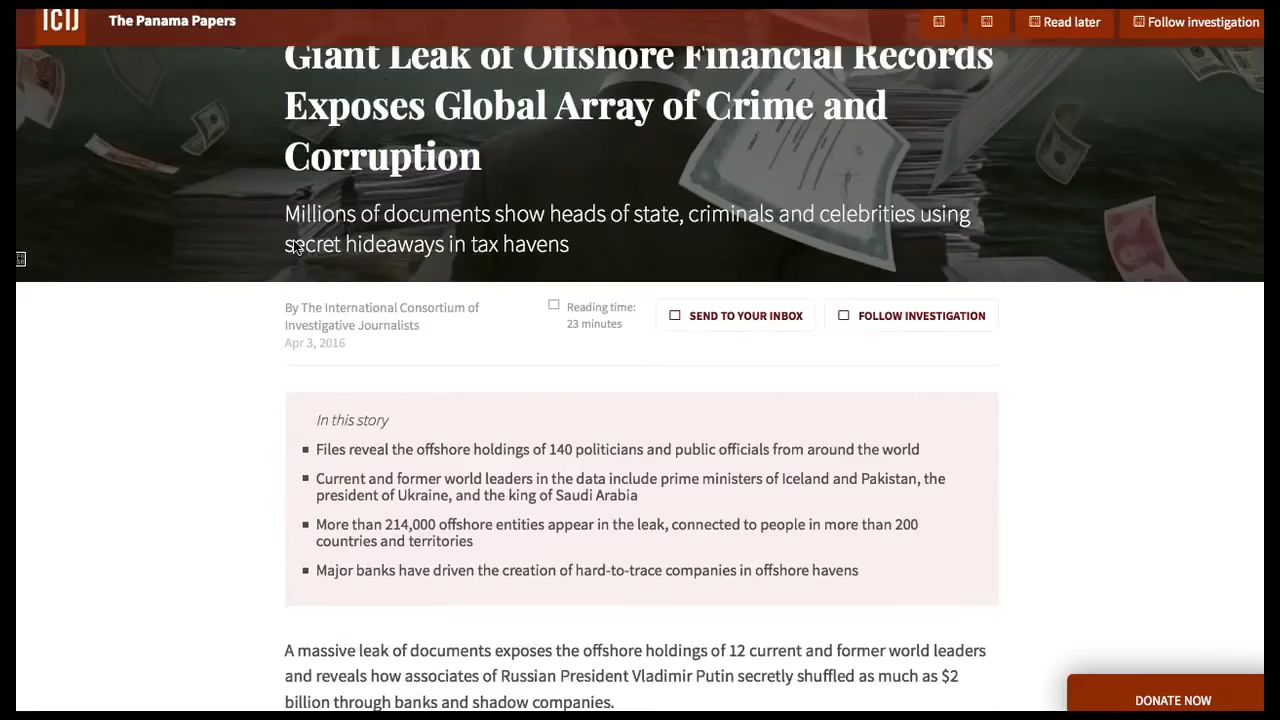 ICIJ
The Panama Papers
Read later
Follow investigation
Giant Leak of Offshore Financial Records
Exposes Global Array of Crime and
Corruption
Millions of documents show heads of state, criminals and celebrities using
secret hideaways in tax havens
By The International Consortium of
Investigative Journalists
Apr 3, 2016
Reading time:
23 minutes
SEND TO YOUR INBOX
FOLLOW INVESTIGATION
In this story
Files reveal the offshore holdings of 140 politicians and public officials from around the world
Current and former world leaders in the data include prime ministers of Iceland and Pakistan, the
president of Ukraine, and the king of Saudi Arabia
More than 214,000 offshore entities appear in the leak, connected to people in more than 200
countries and territories
Major banks have driven the creation of hard-to-trace companies in offshore havens
A massive leak of documents exposes the offshore holdings of 12 current and former world leaders
and reveals how associates of Russian President Vladimir Putin secretly shuffled as much as $2
billion through banks and shadow companies.
DONATE NOW